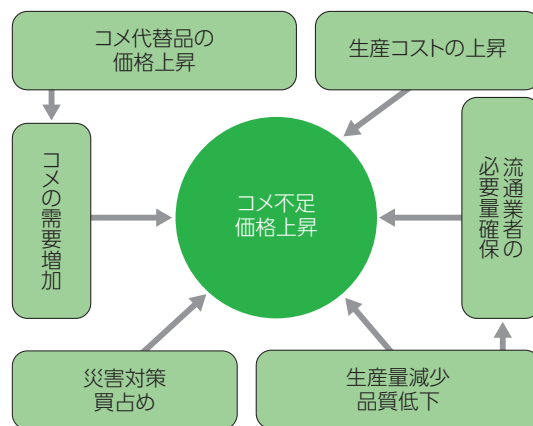 コメ代替品の
価格上昇
生産コストの上昇
コメの需要増加
コメ不足
価格上昇
流通業者の
必要量確保
災害対策
買占め
生産量減少
品質低下